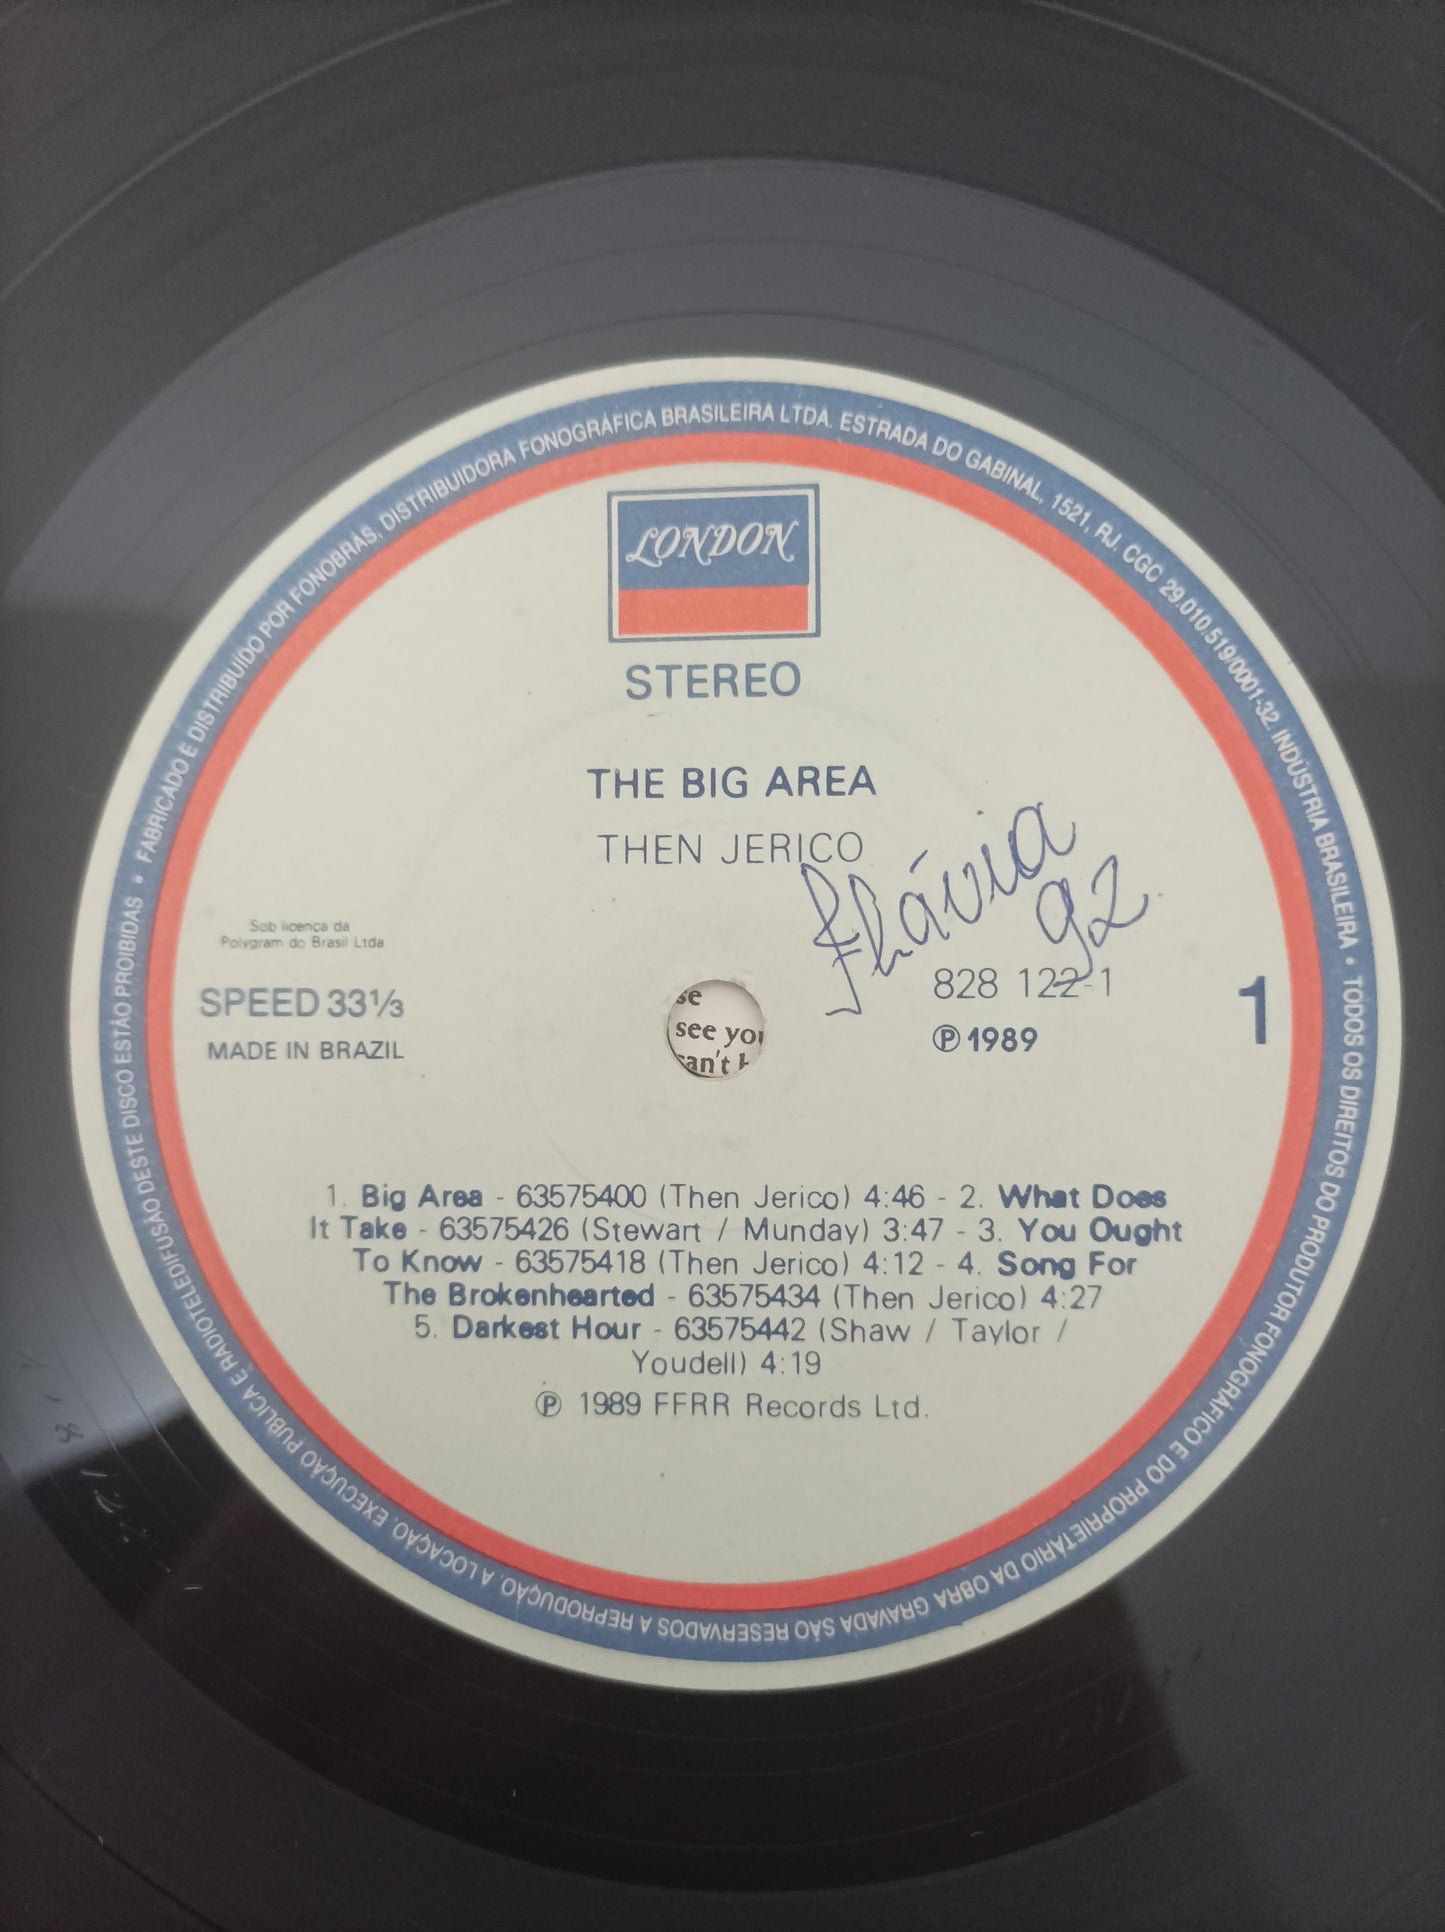 • FABRICADO E DISTRIBUÍDO POR FONOBRÁS, DISTRIBUIDORA FONOGRÁFICA BRASILEIRA LTDA. ESTRADA DO GABINAL, 1521, RJ. CGC 29.010.519/0001-32. INDÚSTRIA BRASILEIRA • TODOS OS DIREITOS DO PRODUTOR FONOGRÁFICO E DO PROPRIETÁRIO DA OBRA GRAVADA SÃO RESERVADOS A REPRODUÇÃO. A LOCAÇÃO. EXECUÇÃO PÚBLICA E RADIOTELEDIFUSÃO DESTE DISCO ESTÃO PROIBIDAS
LONDON
STEREO
THE BIG AREA
THEN JERICO
Flávia
92
Sob licença da
Polygram do Brasil Ltda
SPEED 33⅓
MADE IN BRAZIL
828 122-1
℗ 1989
1
se
see you
can't
1. Big Area - 63575400 (Then Jerico) 4:46 - 2. What Does
It Take - 63575426 (Stewart / Munday) 3:47 - 3. You Ought
To Know - 63575418 (Then Jerico) 4:12 - 4. Song For
The Brokenhearted - 63575434 (Then Jerico) 4:27
5. Darkest Hour - 63575442 (Shaw / Taylor /
Youdell) 4:19
℗ 1989 FFRR Records Ltd.